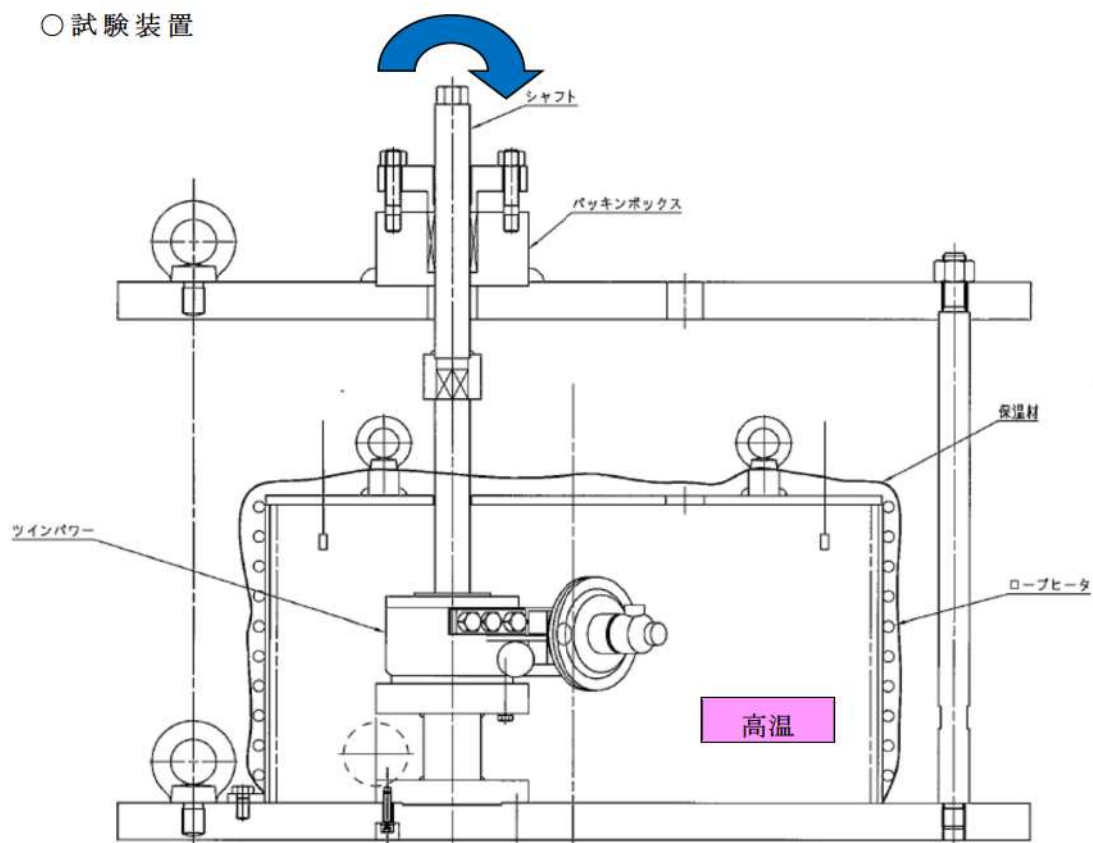 ○試験装置
シャフト
パッキンボックス
保温材
ツインパワー
ロープヒータ
高温